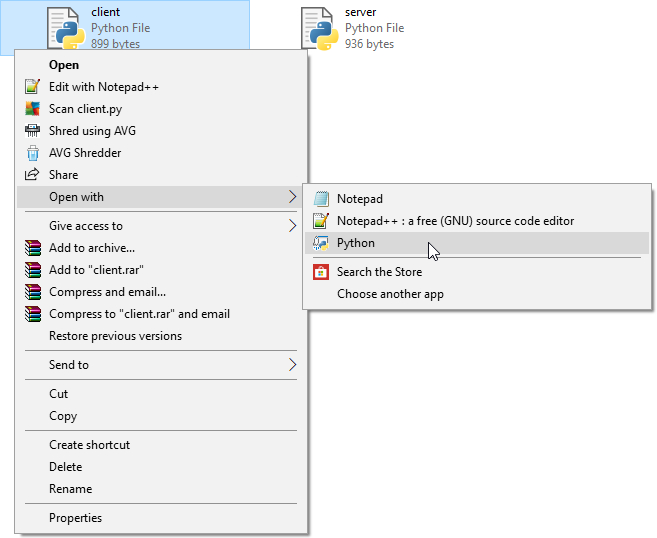 client
Python File
899 bytes
server
Python File
936 bytes
Open
Edit with Notepad++
Scan client.py
Shred using AVG
AVG Shredder
Share
Open with
Give access to
Add to archive...
Add to "client.rar"
Compress and email...
Compress to "client.rar" and email
Restore previous versions
Send to
Cut
Copy
Create shortcut
Delete
Rename
Properties
Notepad
Notepad++ : a free (GNU) source code editor
Python
Search the Store
Choose another app